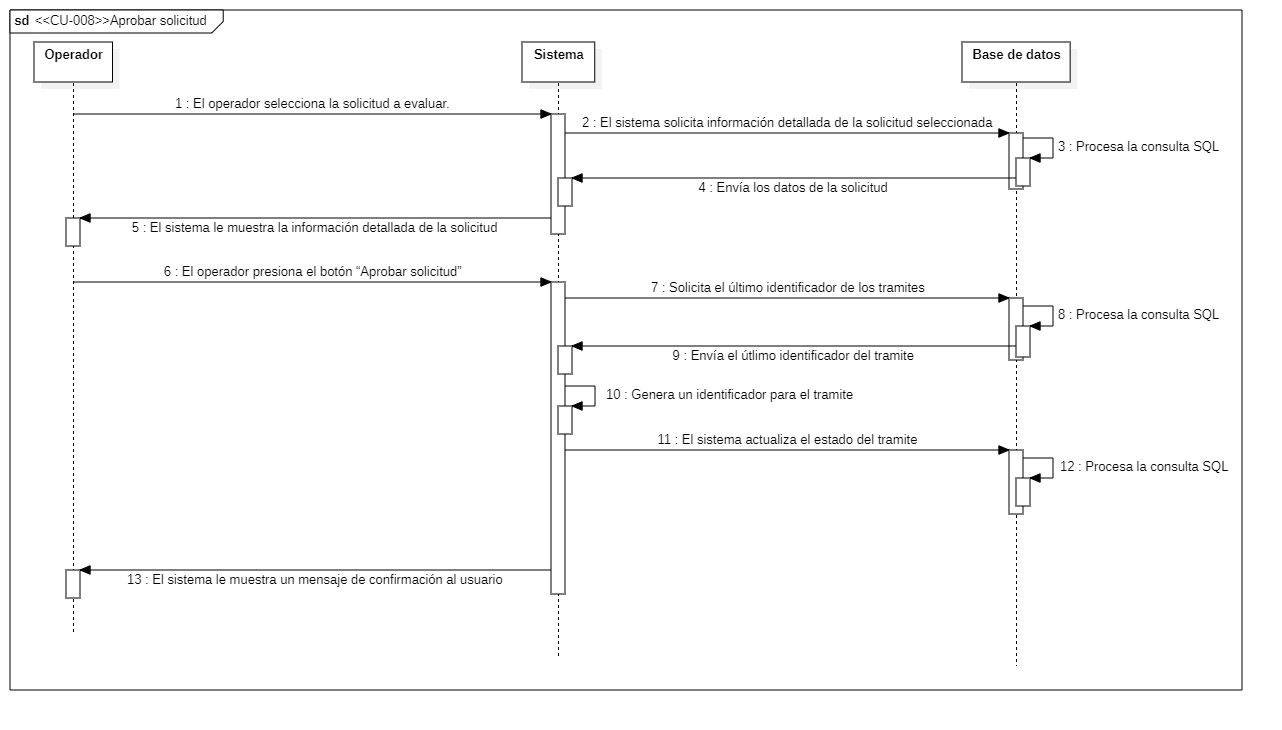 sd <<CU-008>>Aprobar solicitud
Operador
Sistema
Base de datos
1 : El operador selecciona la solicitud a evaluar.
2 : El sistema solicita información detallada de la solicitud seleccionada
3 : Procesa la consulta SQL
4 : Envía los datos de la solicitud
5 : El sistema le muestra la información detallada de la solicitud
6 : El operador presiona el botón “Aprobar solicitud”
7 : Solicita el último identificador de los tramites
8 : Procesa la consulta SQL
9 : Envía el útlimo identificador del tramite
10 : Genera un identificador para el tramite
11 : El sistema actualiza el estado del tramite
12 : Procesa la consulta SQL
13 : El sistema le muestra un mensaje de confirmación al usuario